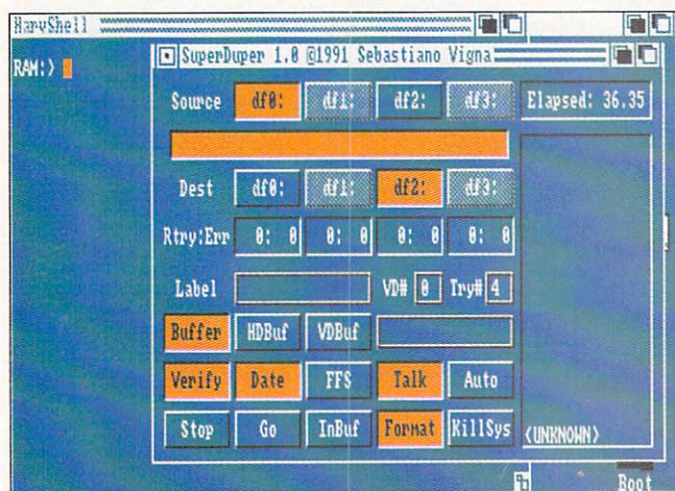 HarvShell
RAM:>
SuperDuper 1.0 ©1991 Sebastiano Vigna
Source df0: df1: df2: df3: Elapsed: 36.35
Dest df0: df1: df2: df3:
Rtry:Err 0: 0 0: 0 0: 0 0: 0
Label VD# 0 Try# 4
Buffer HDBuf VDBuf
Verify Date FFS Talk Auto
Stop Go InBuf Format KillSys <UNKNOWN>
Boot